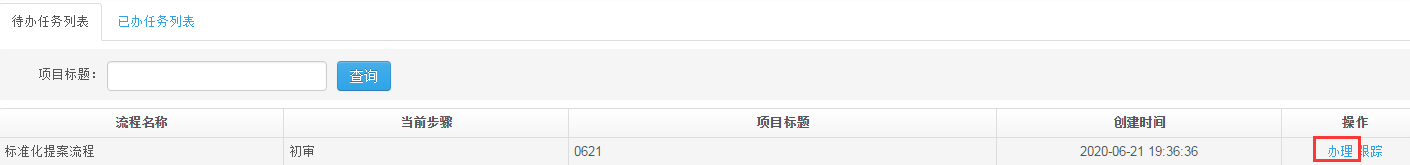 待办任务列表 已办任务列表
项目标题： 查询
流程名称 当前步骤 项目标题 创建时间 操作
标准化提案流程 初审 0621 2020-06-21 19:36:36 办理 跟踪